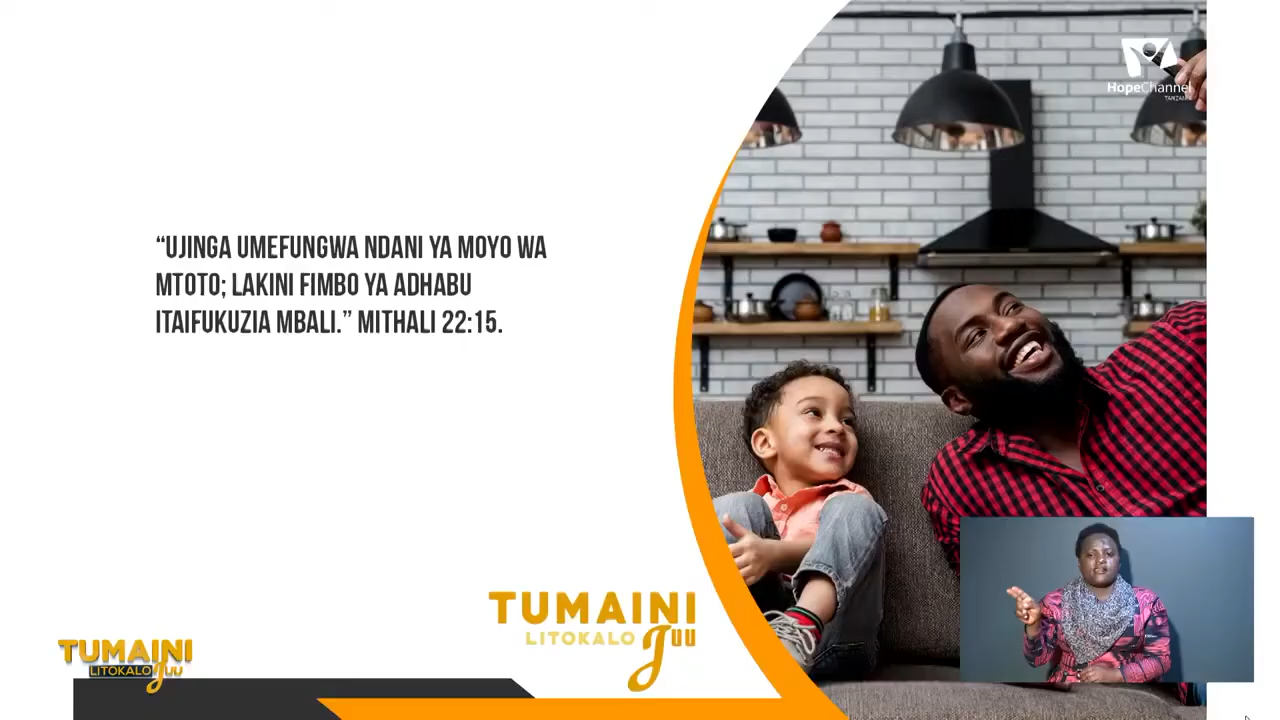 HopeChannel
TANZANIA
“UJINGA UMEFUNGWA NDANI YA MOYO WA
MTOTO; LAKINI FIMBO YA ADHABU
ITAIFUKUZIA MBALI.” MITHALI 22:15.
TUMAINI
LITOKALO Juu
TUMAINI
LITOKALO Juu